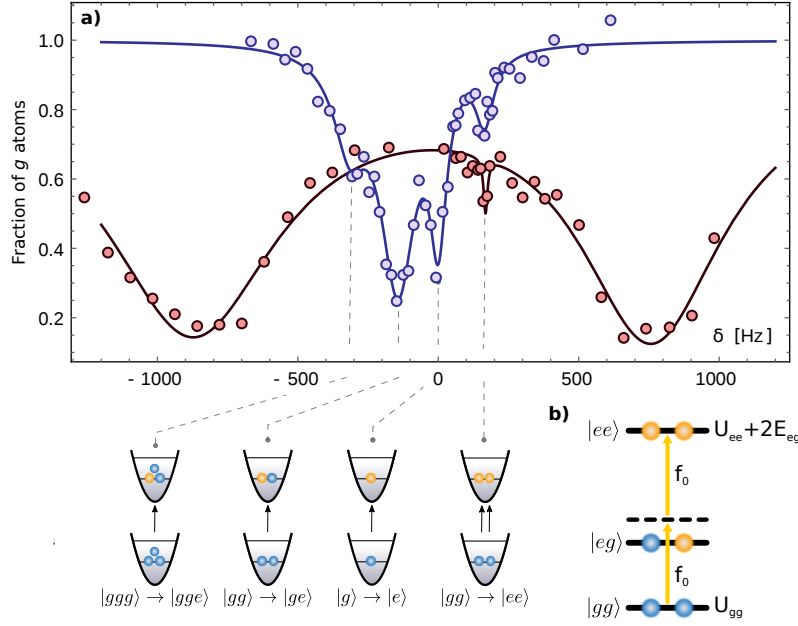 a)
Fraction of g atoms
1.0
0.8
0.6
0.4
0.2
δ [Hz]
- 1000
- 500
0
500
1000
b)
|ee⟩
U_ee+2E_eg
f_0
|eg⟩
f_0
|gg⟩
U_gg
|ggg⟩ → |gge⟩
|gg⟩ → |ge⟩
|g⟩ → |e⟩
|gg⟩ → |ee⟩